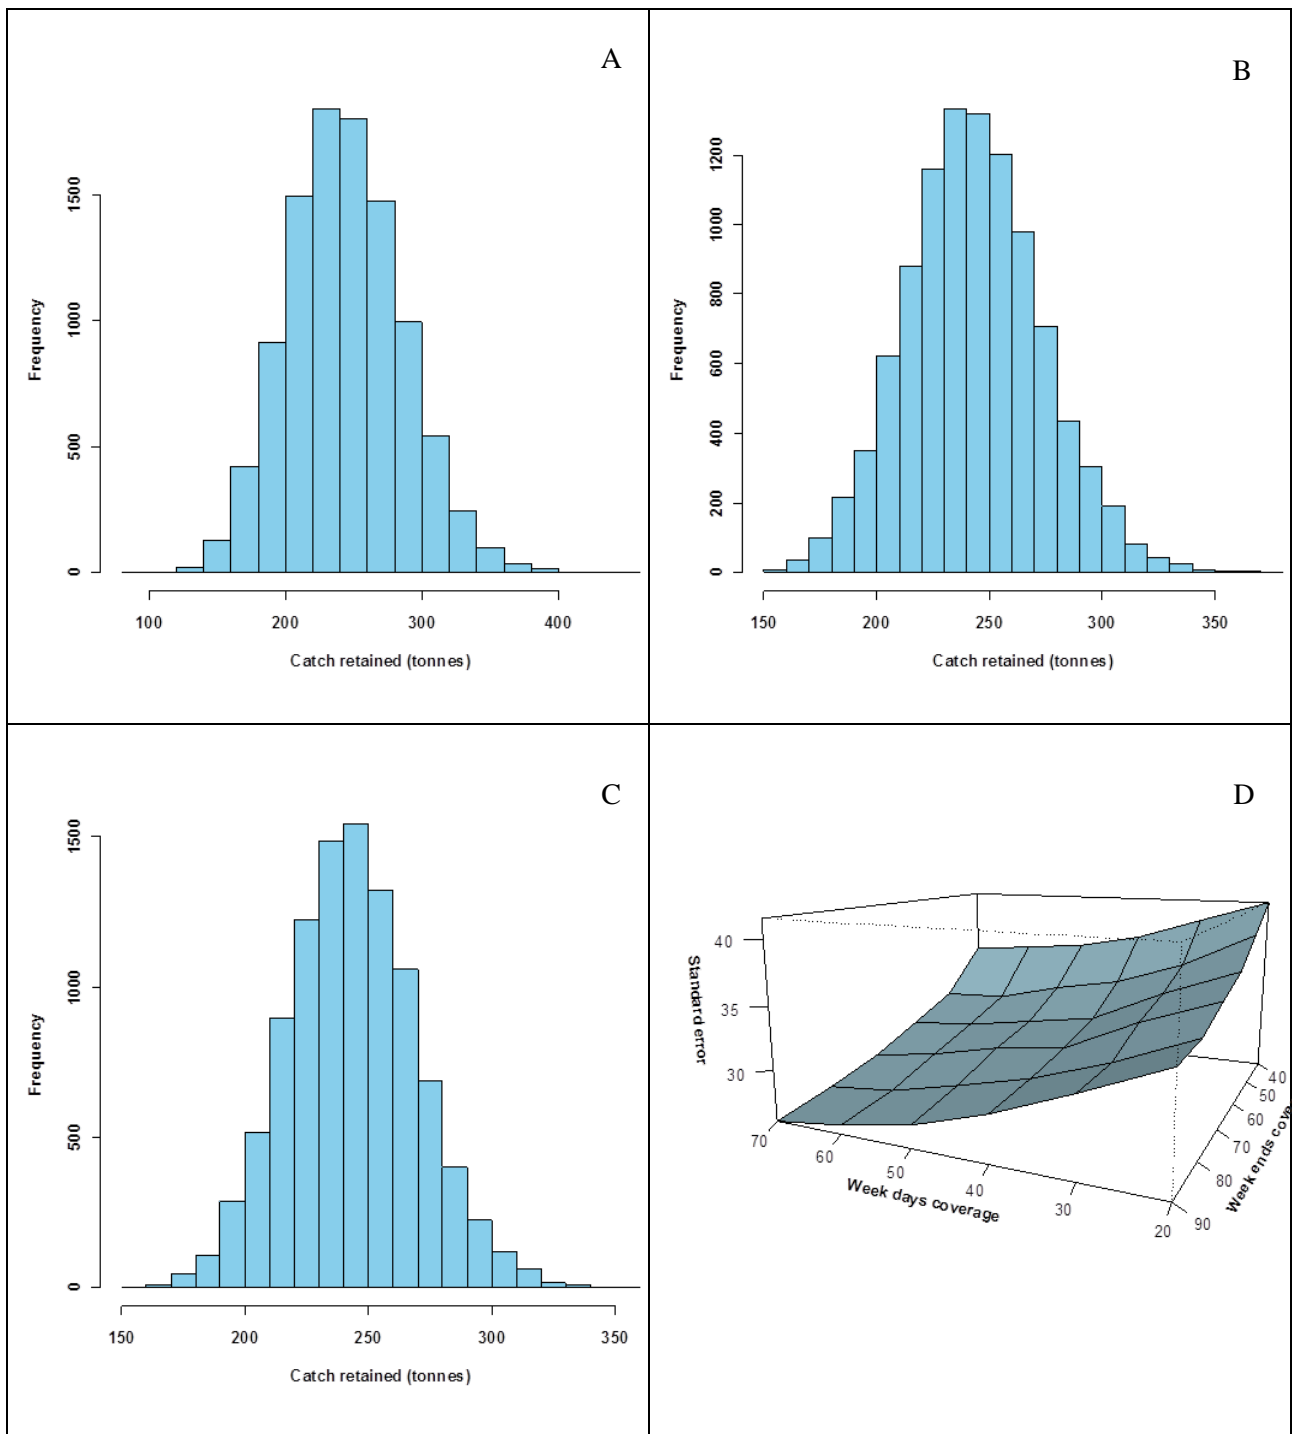 A
Frequency
1500
1000
500
0
100 200 300 400
Catch retained (tonnes)
B
Frequency
1200
1000
800
600
400
200
0
150 200 250 300 350
Catch retained (tonnes)
C
Frequency
1500
1000
500
0
150 200 250 300 350
Catch retained (tonnes)
D
Standard error
40
35
30
70 60 50 40 30 20
Week days coverage
40
50
60
70
80
90
Week ends cove